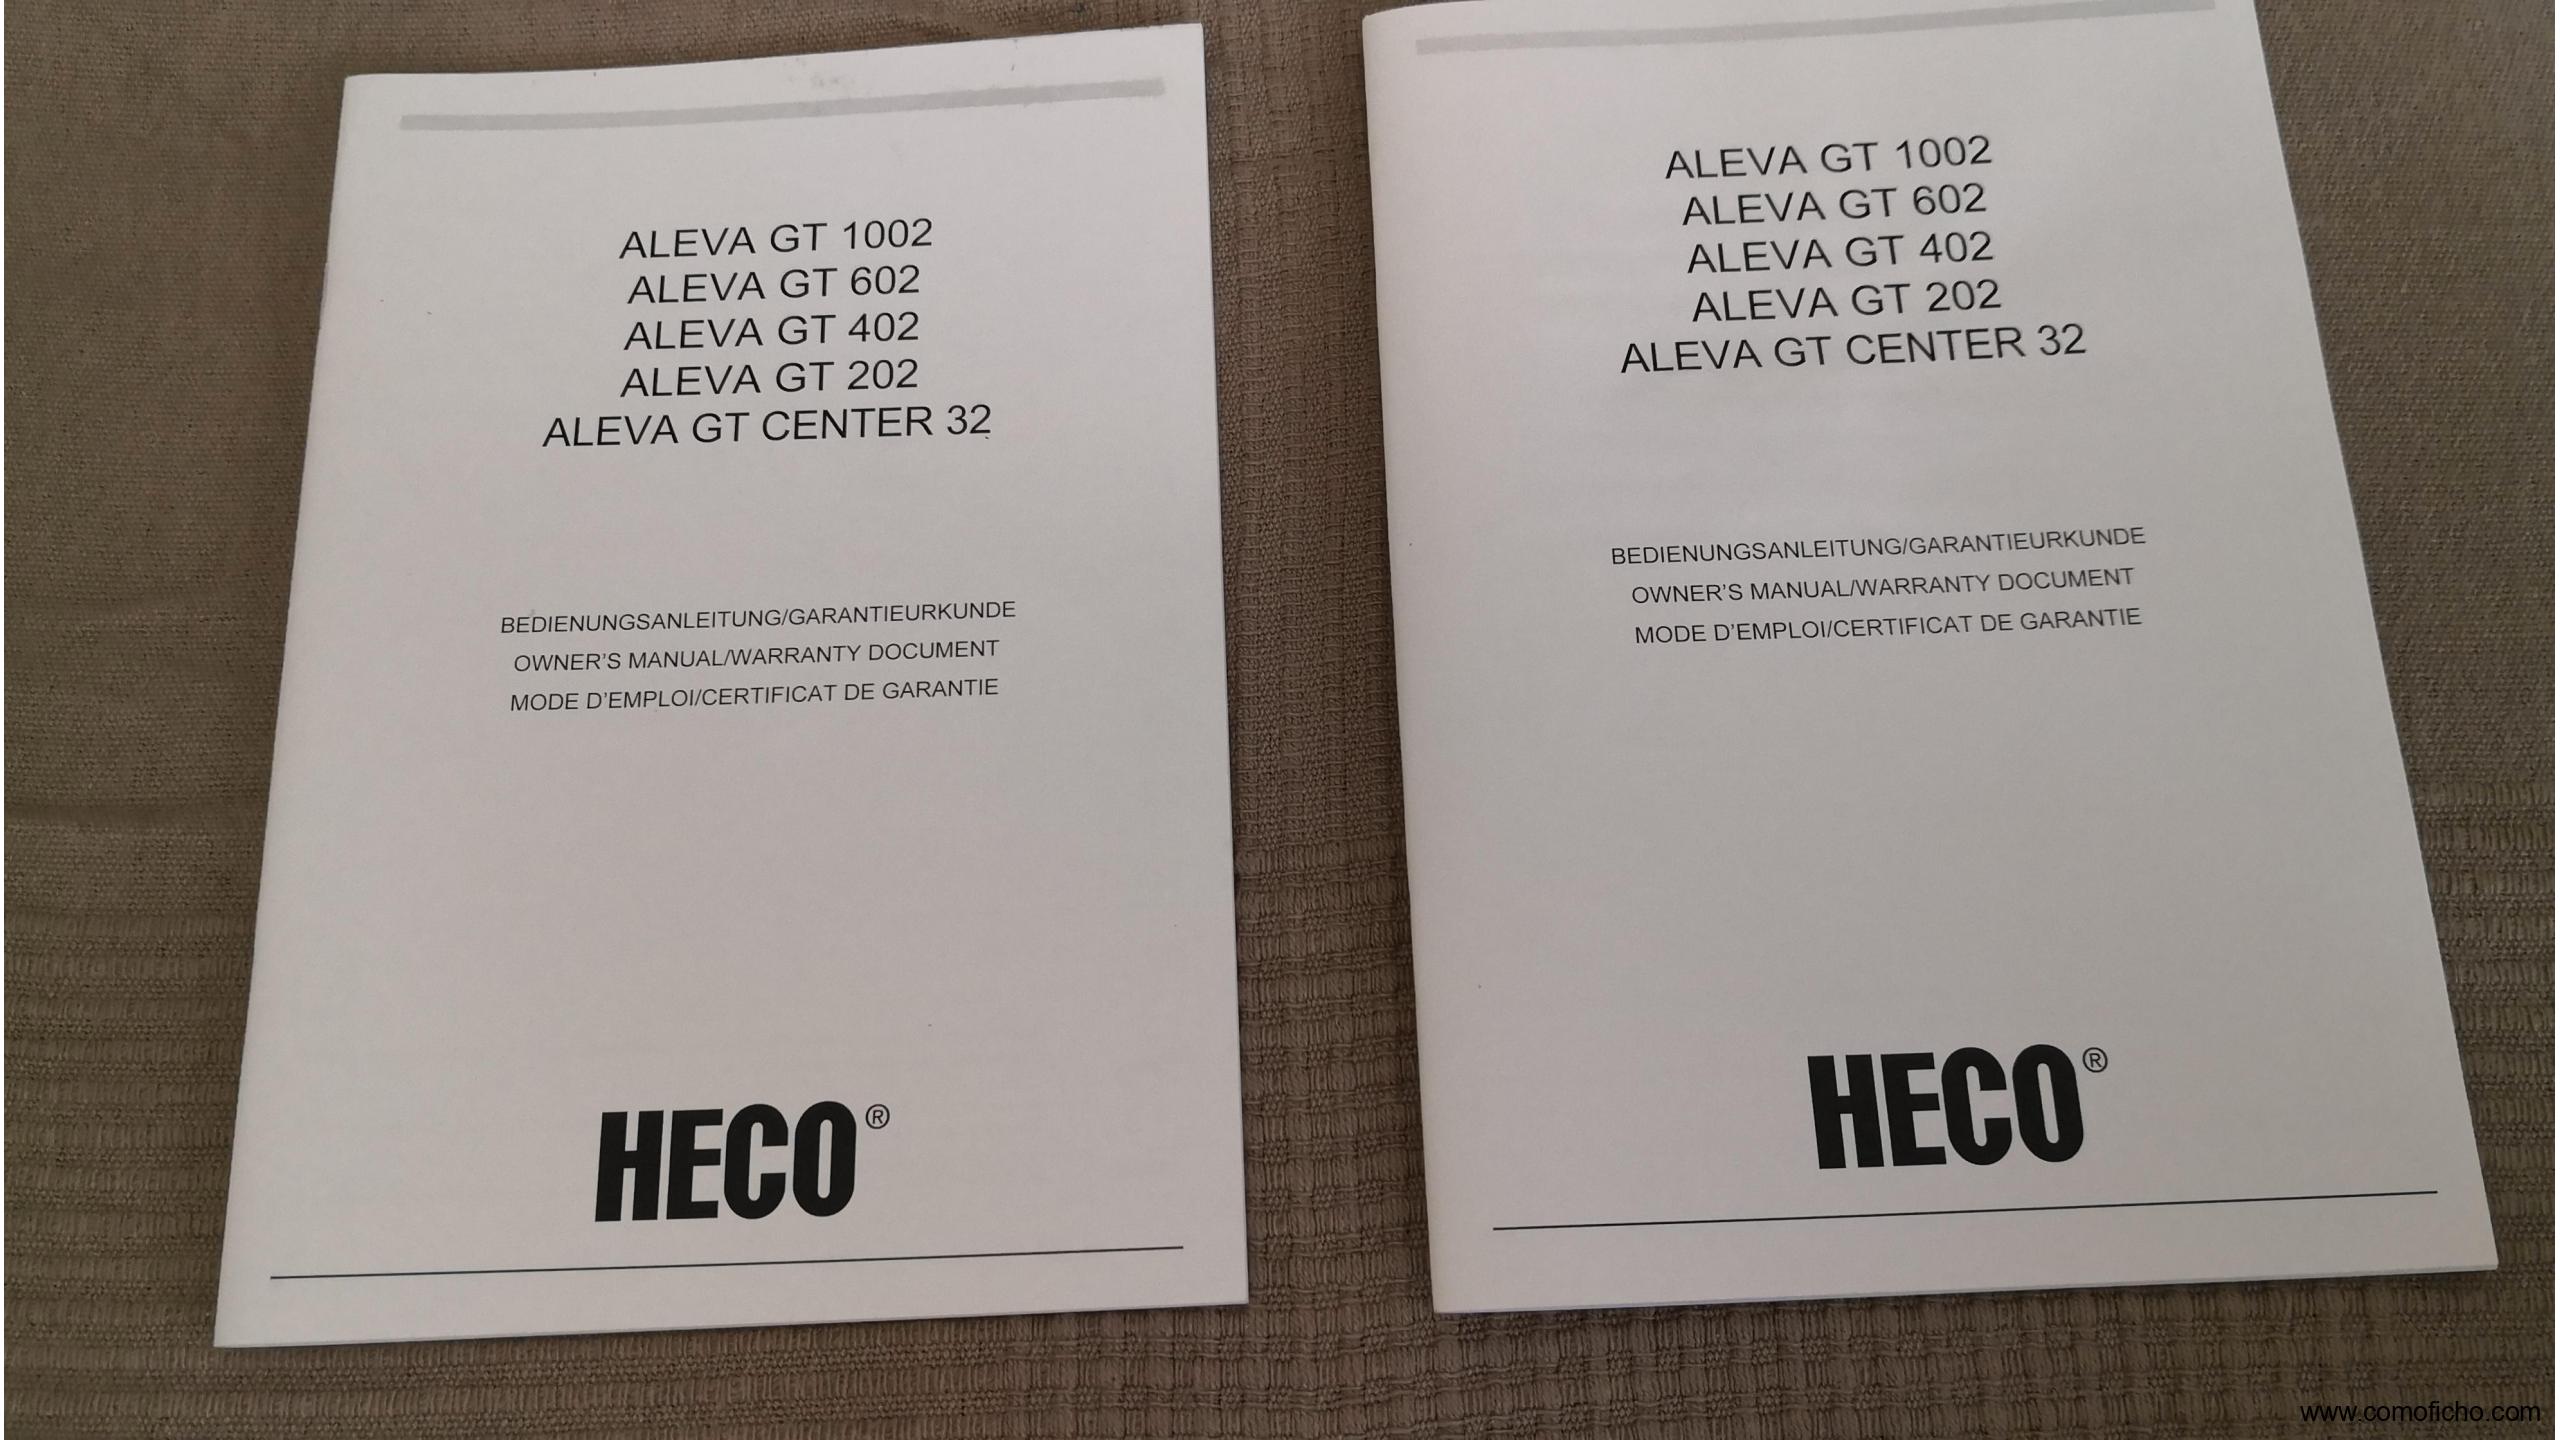 ALEVA GT 1002
ALEVA GT 602
ALEVA GT 402
ALEVA GT 202
ALEVA GT CENTER 32
BEDIENUNGSANLEITUNG/GARANTIEURKUNDE
OWNER'S MANUAL/WARRANTY DOCUMENT
MODE D'EMPLOI/CERTIFICAT DE GARANTIE
HECO®
ALEVA GT 1002
ALEVA GT 602
ALEVA GT 402
ALEVA GT 202
ALEVA GT CENTER 32
BEDIENUNGSANLEITUNG/GARANTIEURKUNDE
OWNER'S MANUAL/WARRANTY DOCUMENT
MODE D'EMPLOI/CERTIFICAT DE GARANTIE
HECO®
www.comoficho.com